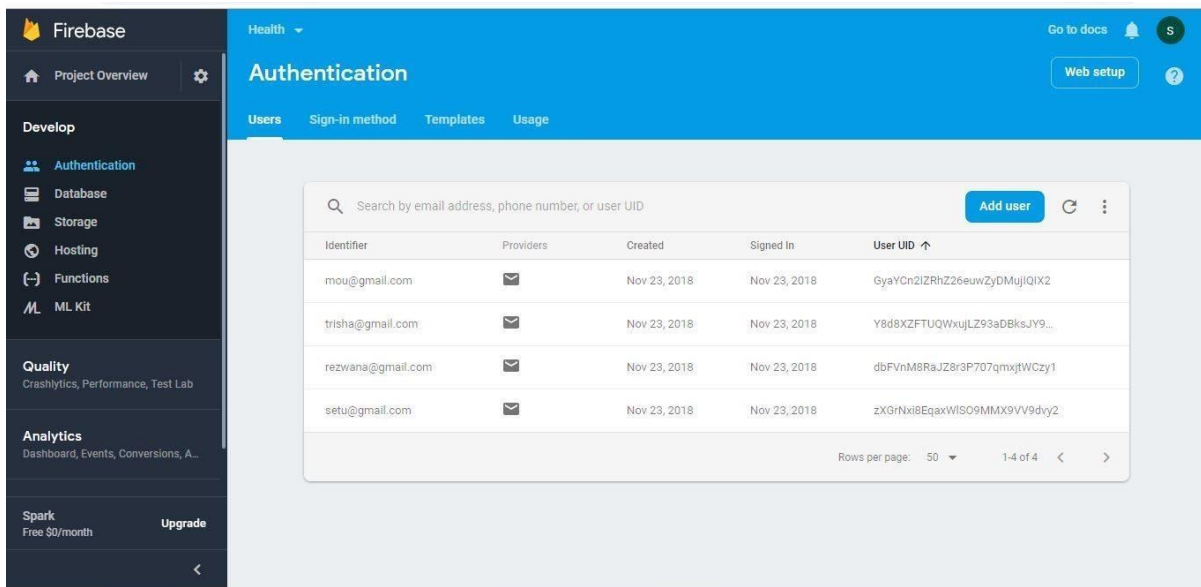 Firebase
Health
Go to docs
S
Project Overview
Authentication
Web setup
Users Sign-in method Templates Usage
Develop
Authentication
Database
Storage
Hosting
Functions
ML Kit
Quality
Crashlytics, Performance, Test Lab
Analytics
Dashboard, Events, Conversions, A...
Spark
Free $0/month
Upgrade
Search by email address, phone number, or user UID
Add user
Identifier Providers Created Signed In User UID
mou@gmail.com Nov 23, 2018 Nov 23, 2018
trisha@gmail.com Nov 23, 2018 Nov 23, 2018 Y8d8XZFTUQWxujLZ93aDBksJY9...
rezwana@gmail.com Nov 23, 2018 Nov 23, 2018 dbFVnM8RaJZ8r3P707qmxjtWCzy1
setu@gmail.com Nov 23, 2018 Nov 23, 2018
Rows per page: 50 1-4 of 4